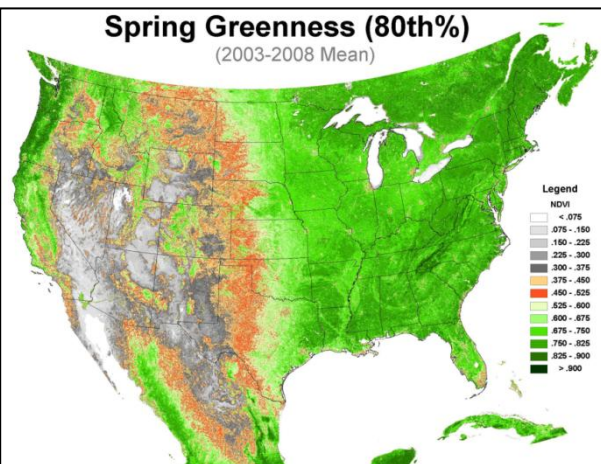 Spring Greenness (80th%)
(2003-2008 Mean)
Legend
NDVI
< .075
.075 - .150
.150 - .225
.225 - .300
.300 - .375
.375 - .450
.450 - .525
.525 - .600
.600 - .675
.675 - .750
.750 - .825
.825 - .900
> .900